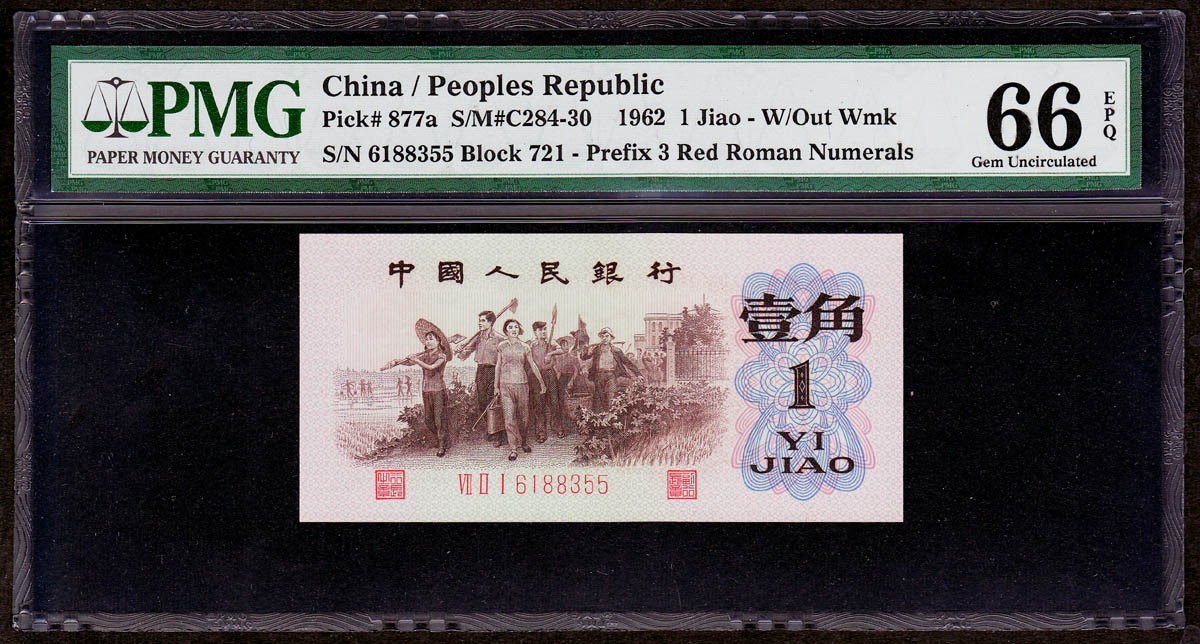 PMG
PAPER MONEY GUARANTY
China / Peoples Republic
Pick# 877a S/M#C284-30 1962 1 Jiao - W/Out Wmk
S/N 6188355 Block 721 - Prefix 3 Red Roman Numerals
66
EPQ
Gem Uncirculated
中國人民銀行
壹角
1
YI
JIAO
VII II I 6188355